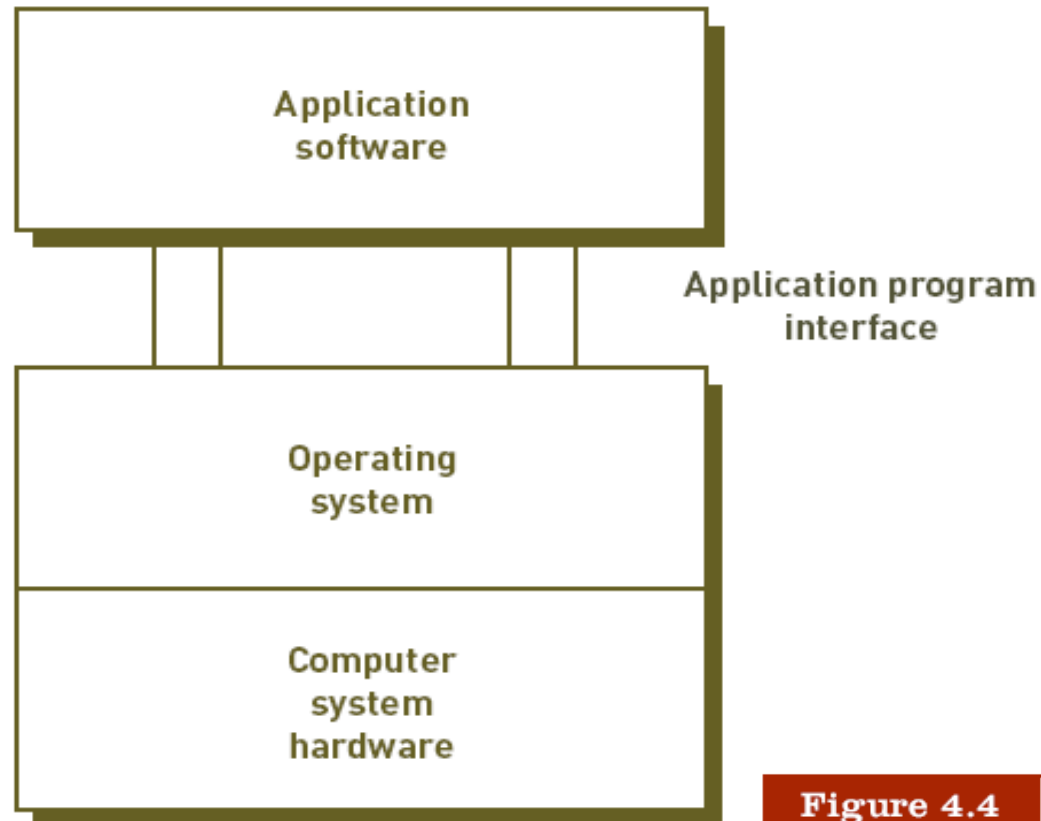 Application
software
Application program
interface
Operating
system
Computer
system
hardware
Figure 4.4